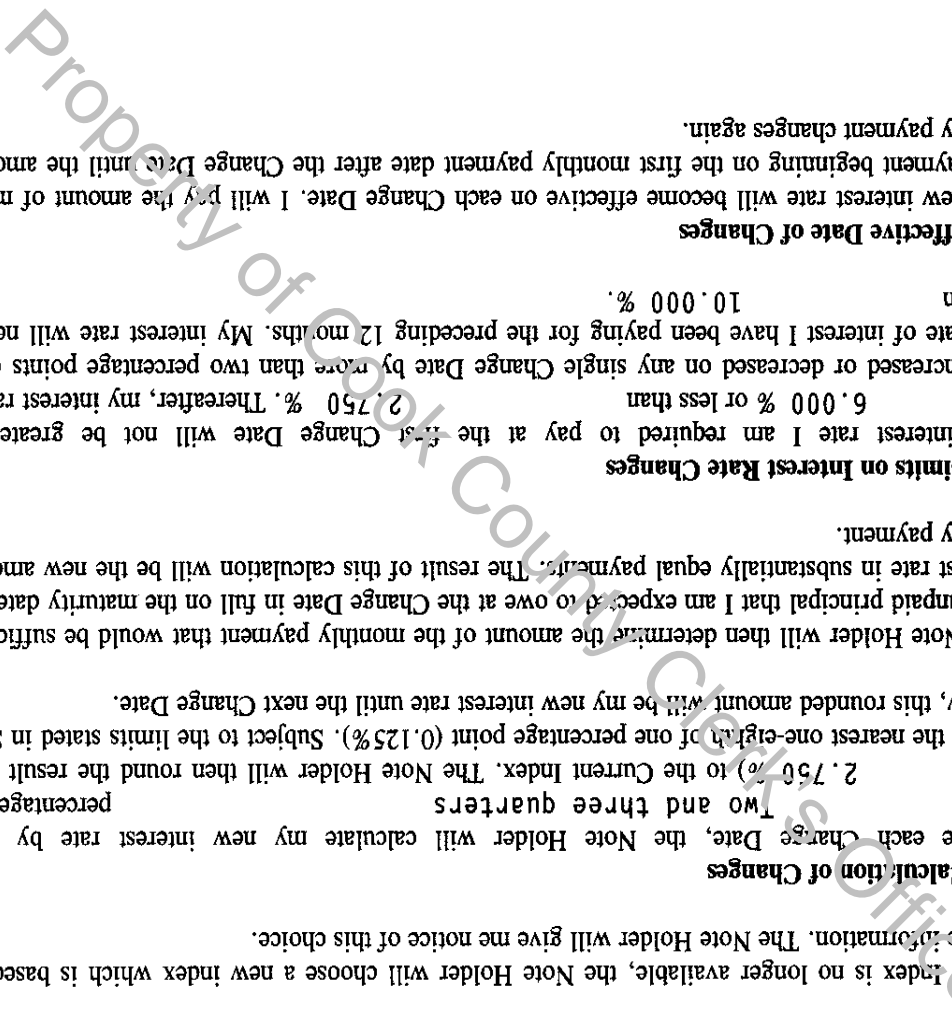 Index is no longer available, the Note Holder will choose a new index which is based
information. The Note Holder will give me notice of this choice.
alculation of Changes
e each Change Date, the Note Holder will calculate my new interest rate by
Two and three quarters percentage
2.750 %) to the Current Index. The Note Holder will then round the result
the nearest one-eighth of one percentage point (0.125%). Subject to the limits stated in
y, this rounded amount will be my new interest rate until the next Change Date.
Note Holder will then determine the amount of the monthly payment that would be suffic
unpaid principal that I am expected to owe at the Change Date in full on the maturity date
st rate in substantially equal payments. The result of this calculation will be the new amo
y payment.
imits on Interest Rate Changes
interest rate I am required to pay at the first Change Date will not be greate
6.000 % or less than 2.750 %. Thereafter, my interest ra
ncreased or decreased on any single Change Date by more than two percentage points
ate of interest I have been paying for the preceding 12 months. My interest rate will ne
n 10.000 %.
ffective Date of Changes
ew interest rate will become effective on each Change Date. I will pay the amount of m
ayment beginning on the first monthly payment date after the Change Date until the amo
y payment changes again.
Property of Cook County Clerk's Office